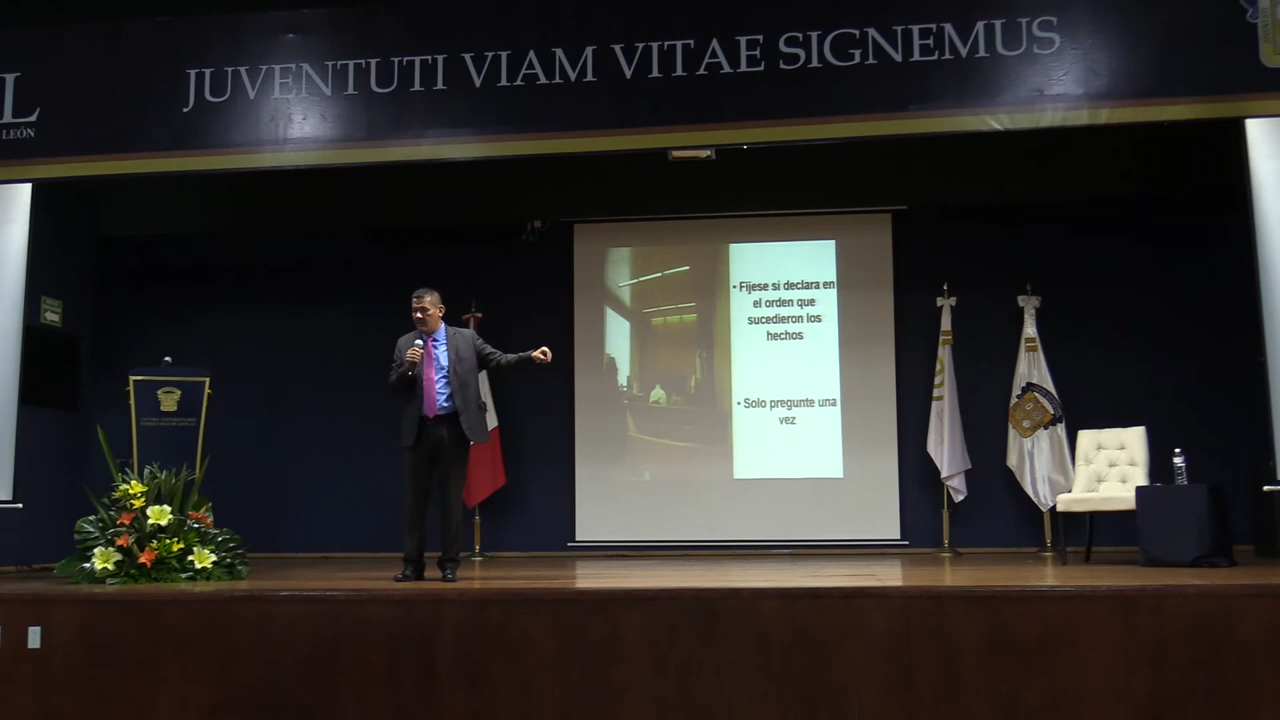 JUVENTUTI VIAM VITAE SIGNEMUS
L
LEÓN
• Fíjese si declara en
el orden que
sucedieron los
hechos
• Solo pregunte una
vez